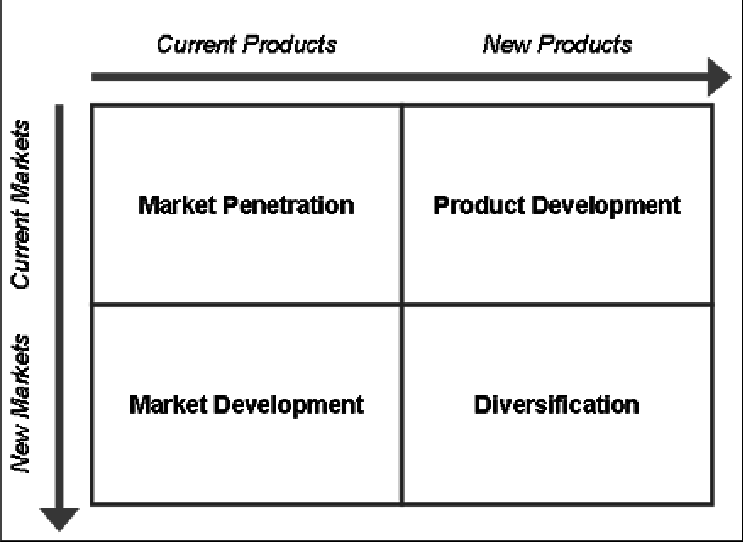 Current Products
New Products
Current Markets
Market Penetration
Product Development
New Markets
Market Development
Diversification